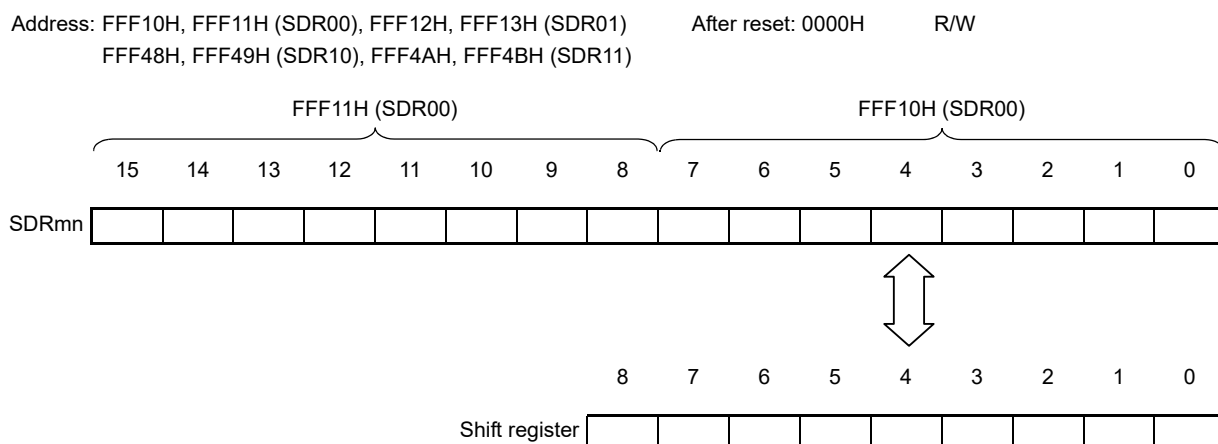 Address: FFF10H, FFF11H (SDR00), FFF12H, FFF13H (SDR01) After reset: 0000H R/W
FFF48H, FFF49H (SDR10), FFF4AH, FFF4BH (SDR11)
FFF11H (SDR00) FFF10H (SDR00)
15 14 13 12 11 10 9 8 7 6 5 4 3 2 1 0
SDRmn
8 7 6 5 4 3 2 1 0
Shift register